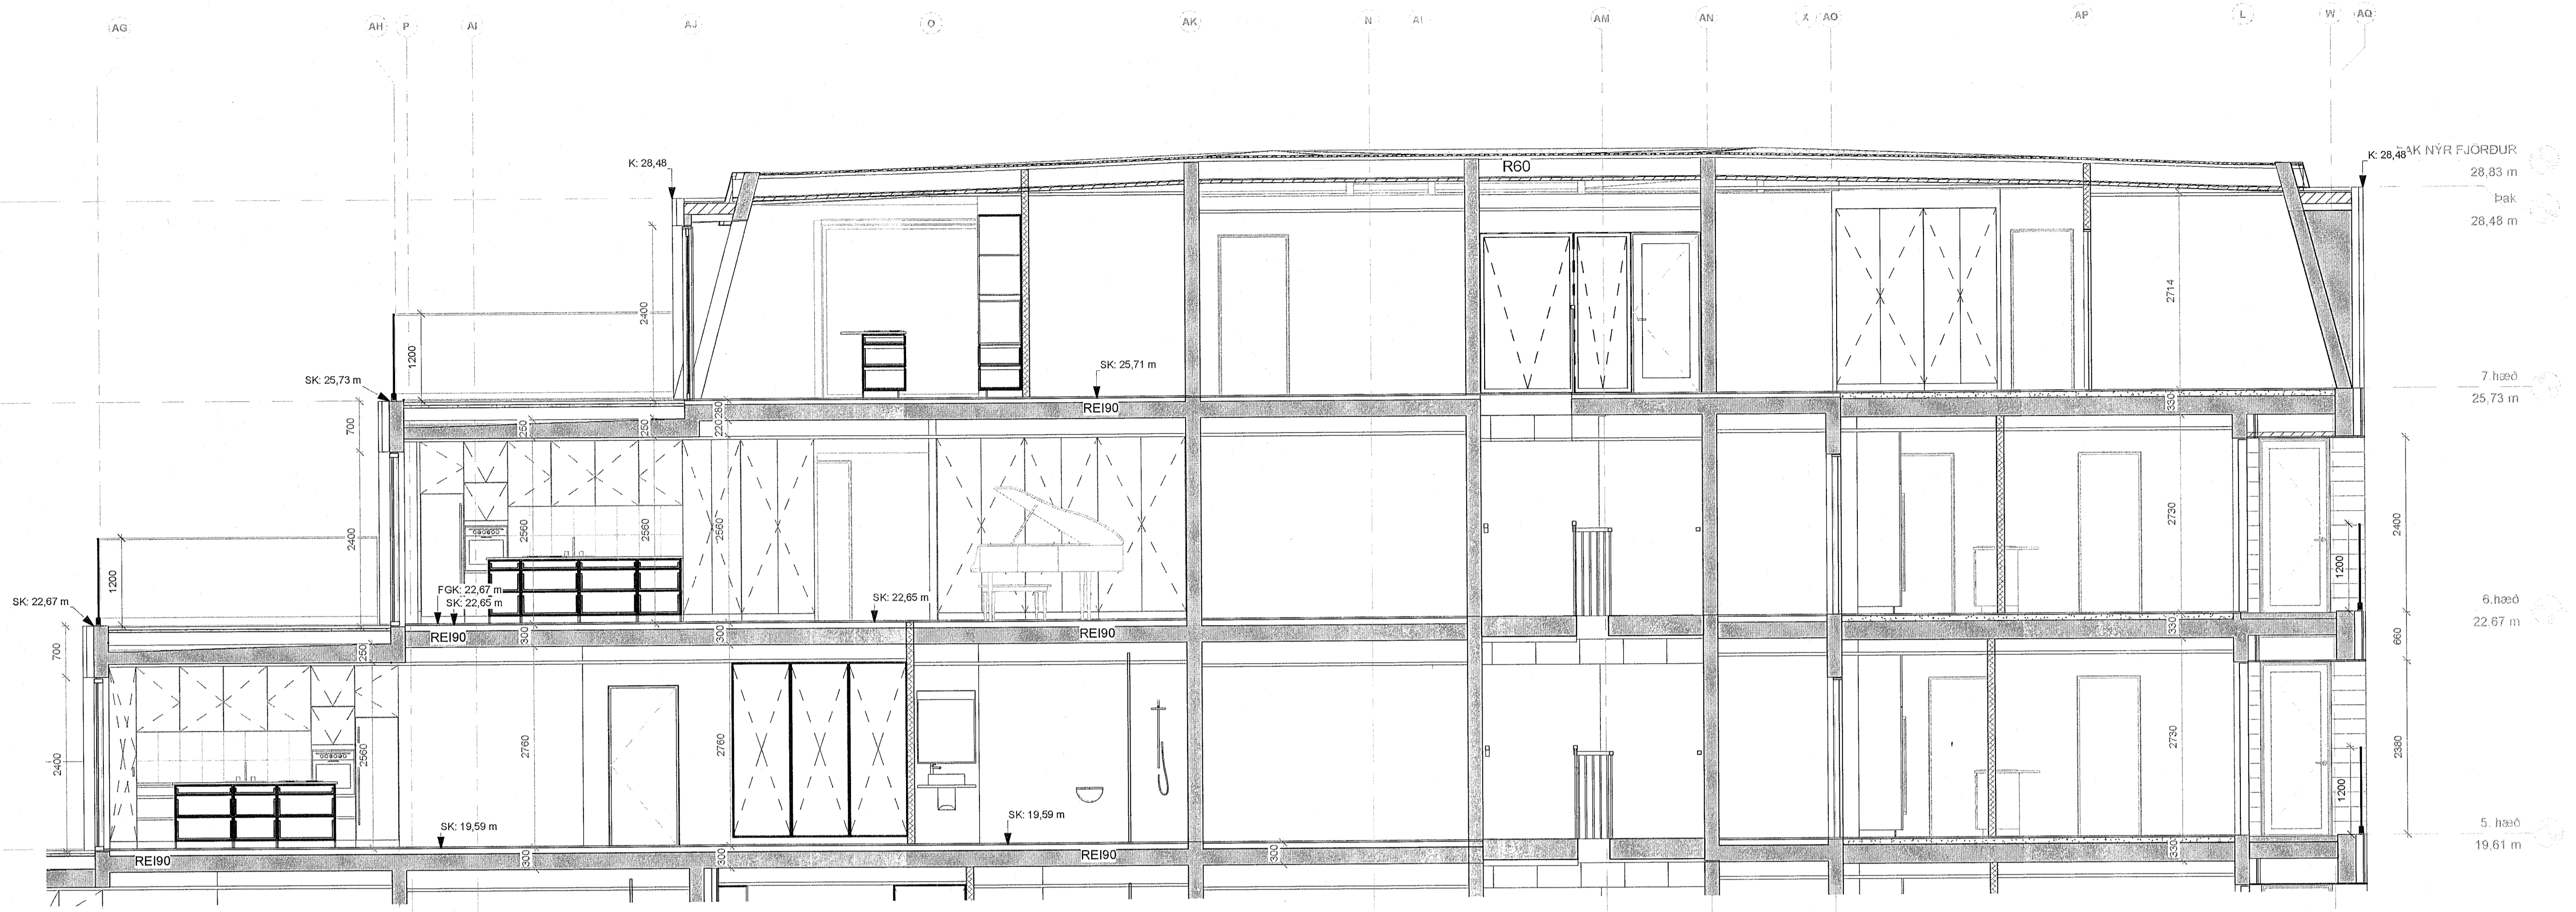 AG
AH
P
AI
AJ
O
AK
N
AL
AM
AN
X
AO
AP
L
W
AQ
K: 28,48
R60
K: 28,48
ÞAK NÝR FJÖRÐUR
28,83 m
Þak
28,48 m
2400
2714
1200
SK: 25,73 m
SK: 25,71 m
7.hæð
25,73 m
REI90
280
220
330
700
250
250
2400
2560
2560
2560
2730
2400
1200
1200
FGK: 22,67 m
SK: 22,65 m
SK: 22,65 m
SK: 22,67 m
6.hæð
22,67 m
REI90
300
300
REI90
330
660
700
250
2400
2560
2760
2760
2730
2380
1200
SK: 19,59 m
SK: 19,59 m
5. hæð
19,61 m
REI90
300
300
REI90
300
330